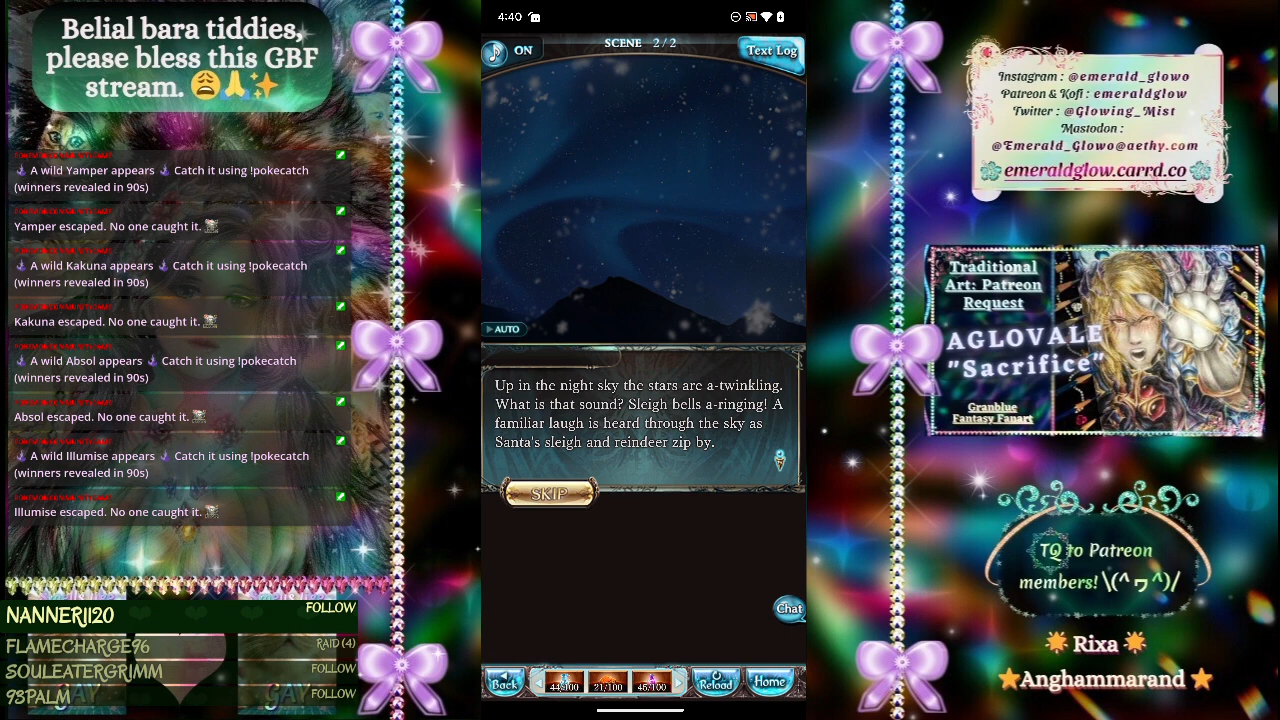 Belial bara tiddies,
please bless this GBF
stream. 😩🙏✨
A wild Yamper appears Catch it using !pokecatch
(winners revealed in 90s)
Yamper escaped. No one caught it.
A wild Kakuna appears Catch it using !pokecatch
(winners revealed in 90s)
Kakuna escaped. No one caught it.
A wild Absol appears Catch it using !pokecatch
(winners revealed in 90s)
Absol escaped. No one caught it.
A wild Illumise appears Catch it using !pokecatch
(winners revealed in 90s)
Illumise escaped. No one caught it.
NANNERJI20 FOLLOW
FLAMECHARGE96 RAID (4)
SOULEATERGRIMM FOLLOW
93PALM FOLLOW
4:40
ON
SCENE 2/2
Text Log
AUTO
Up in the night sky the stars are a-twinkling.
What is that sound? Sleigh bells a-ringing! A
familiar laugh is heard through the sky as
Santa's sleigh and reindeer zip by.
SKIP
Chat
Back
44/100
21/100
45/100
Reload
Home
Instagram : @emerald_glowo
Patreon & Kofi : emeraldglow
Twitter : @Glowing_Mist
Mastodon :
@Emerald_Glowo@aethy.com
emeraldglow.carrd.co
Traditional
Art: Patreon
Request
AGLOVALE
"Sacrifice"
Granblue
Fantasy Fanart
TQ to Patreon
members! \(^ ヮ ^)/
Rixa
Anghammarand